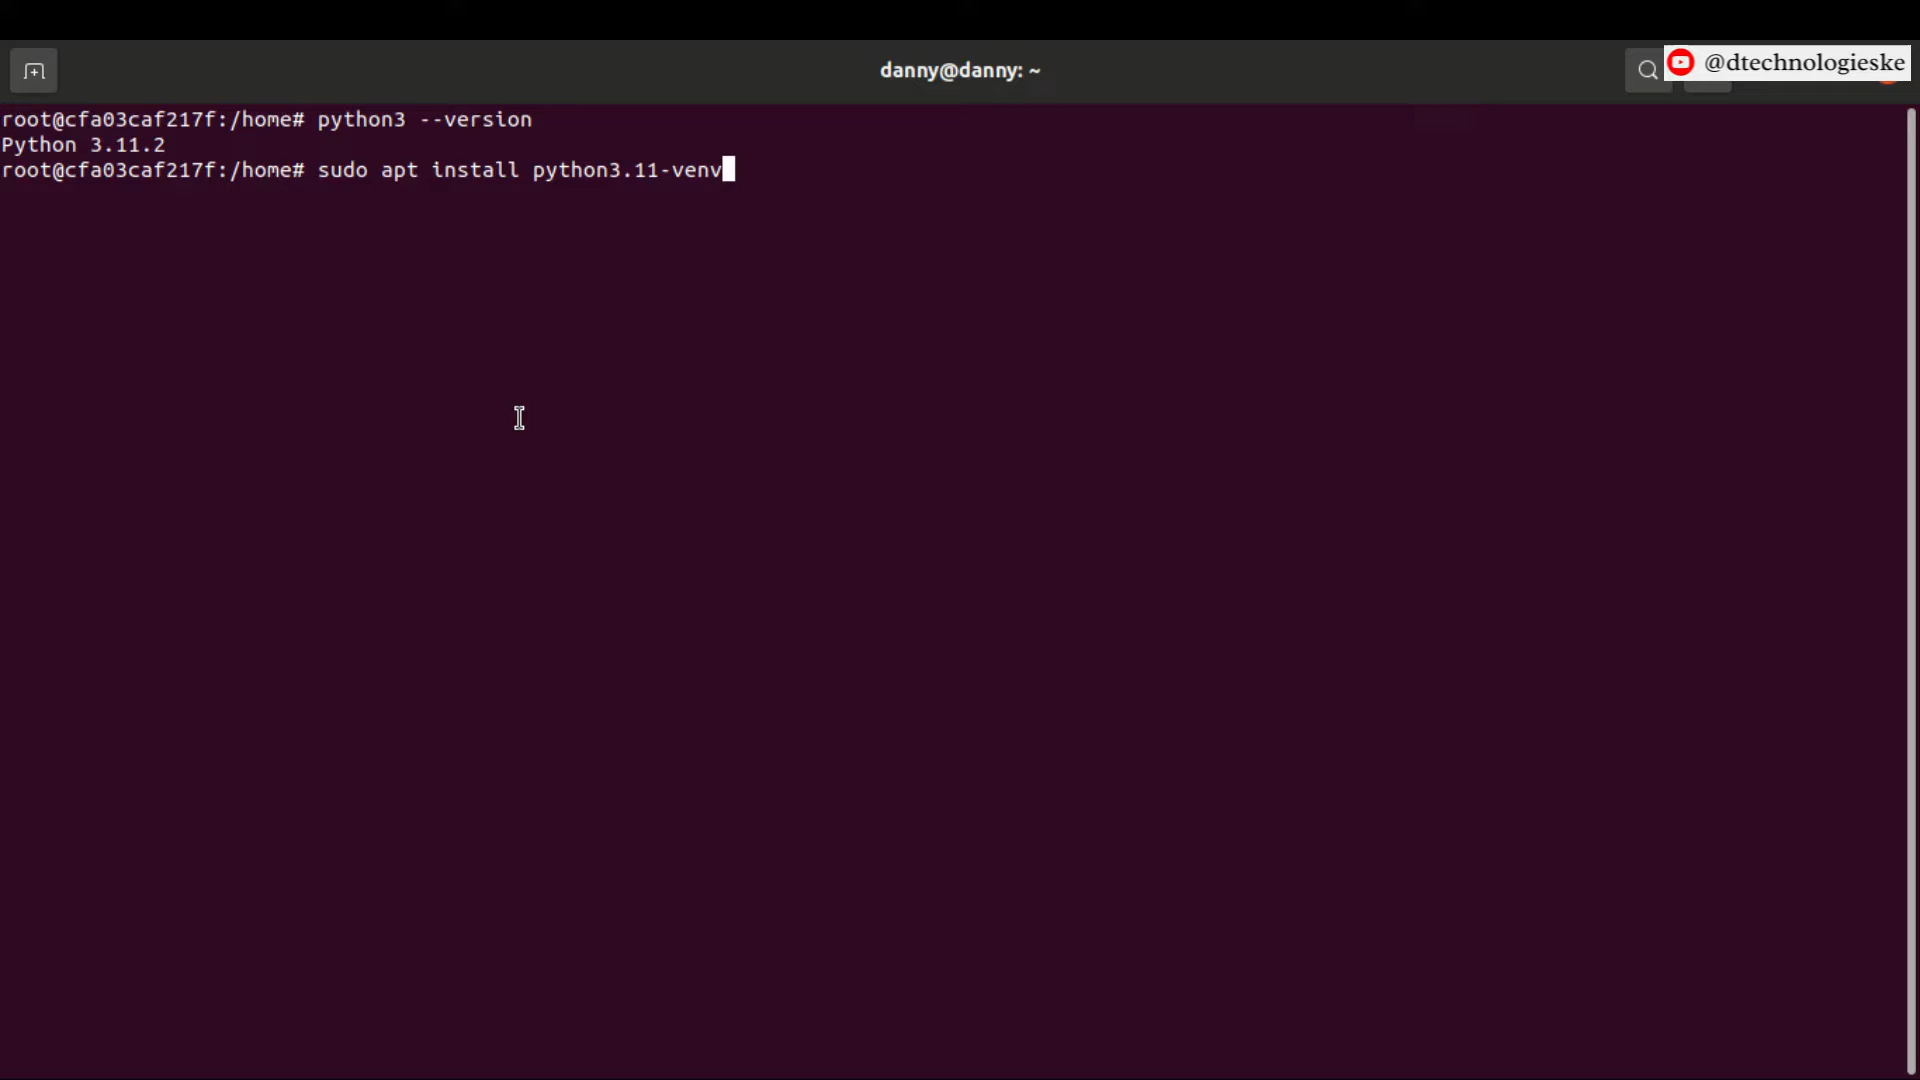 danny@danny: ~
@dtechnologieske
root@cfa03caf217f:/home# python3 --version
Python 3.11.2
root@cfa03caf217f:/home# sudo apt install python3.11-venv